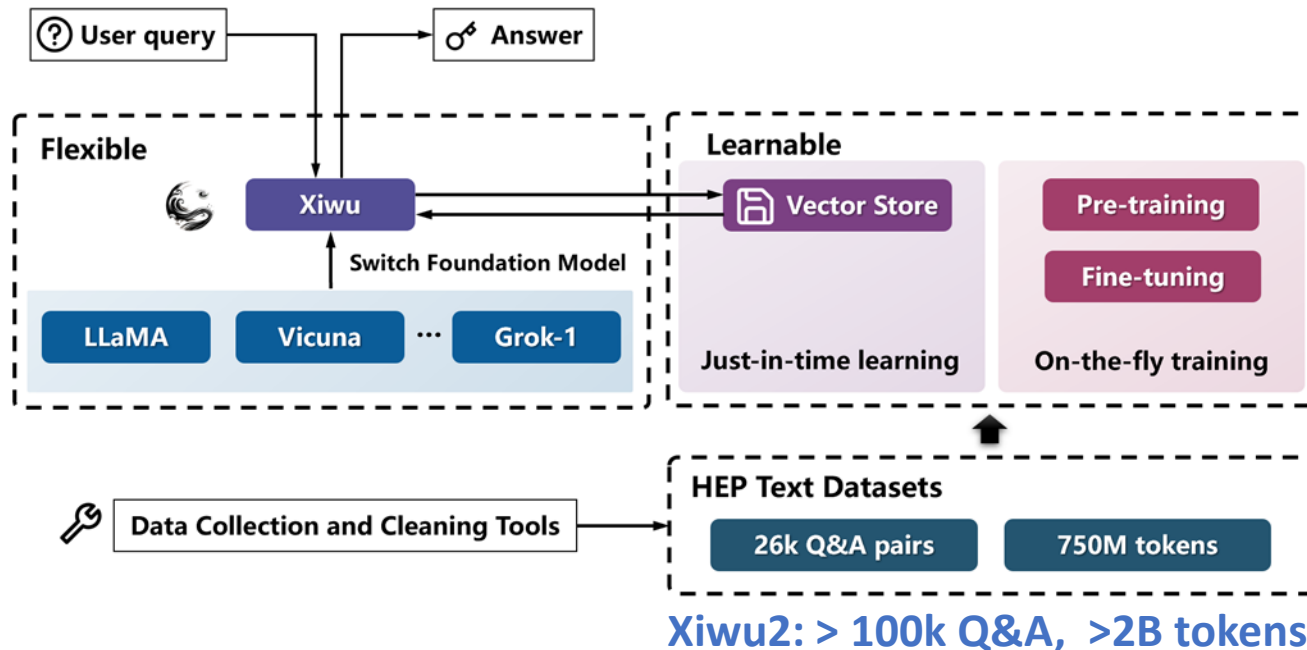 User query
Answer
Flexible
Learnable
Xiwu
Vector Store
Pre-training
Switch Foundation Model
Fine-tuning
LLaMA
Vicuna
...
Grok-1
Just-in-time learning
On-the-fly training
HEP Text Datasets
Data Collection and Cleaning Tools
26k Q&A pairs
750M tokens
Xiwu2: > 100k Q&A, >2B tokens